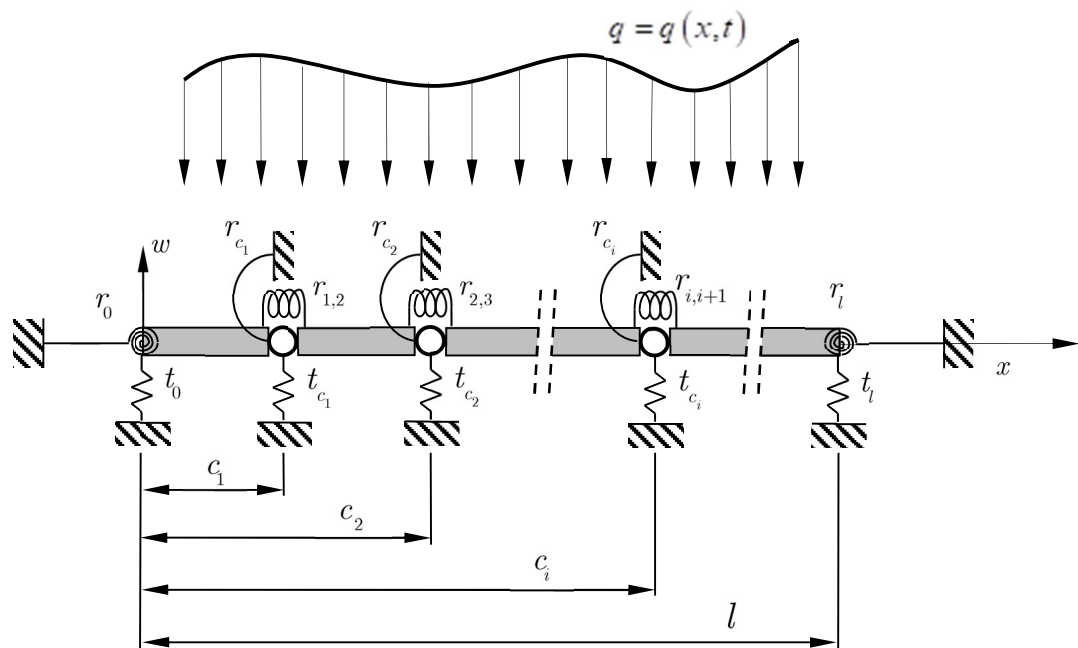 q = q(x,t)
r_{c_1} r_{c_2} r_{c_i}
w
r_0 r_{1,2} r_{2,3} r_{i,i+1} r_l
x
t_0 t_{c_1} t_{c_2} t_{c_i} t_l
c_1
c_2
c_i
l